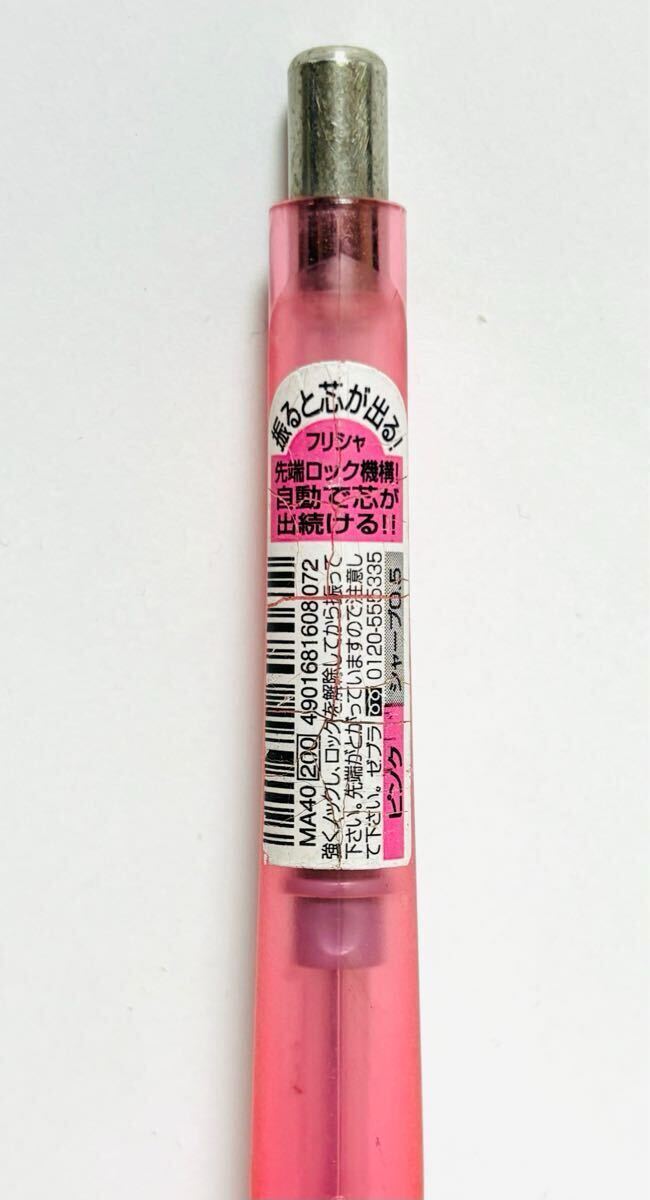 振ると芯が出る!
フリシャ
先端ロック機構!
自動で芯が
出続ける!!
MA40 200 4901681608072
強くノックし、ロックを解除してから振って
下さい。先端がとがっていますので注意し
て下さい。ゼブラ 0120-555335
ピンク シャープ0.5